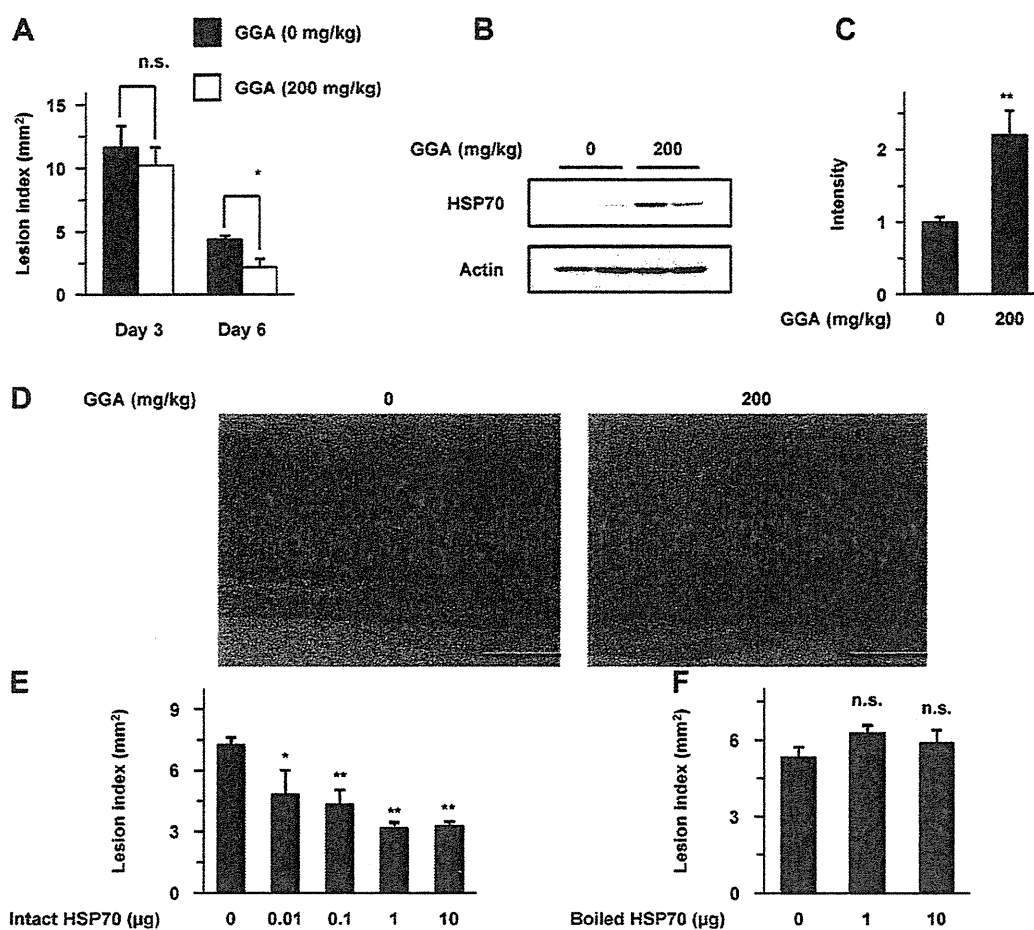 A
GGA (0 mg/kg)
GGA (200 mg/kg)
n.s.
*
Lesion index (mm²)
15
10
5
0
Day 3
Day 6
B
GGA (mg/kg)
0
200
HSP70
Actin
C
**
Intensity
2
1
0
GGA (mg/kg)
0
200
D
GGA (mg/kg)
0
200
E
Lesion index (mm²)
9
6
3
0
*
**
**
**
Intact HSP70 (µg)
0
0.01
0.1
1
10
F
Lesion index (mm²)
6
3
0
n.s.
n.s.
Boiled HSP70 (µg)
0
1
10